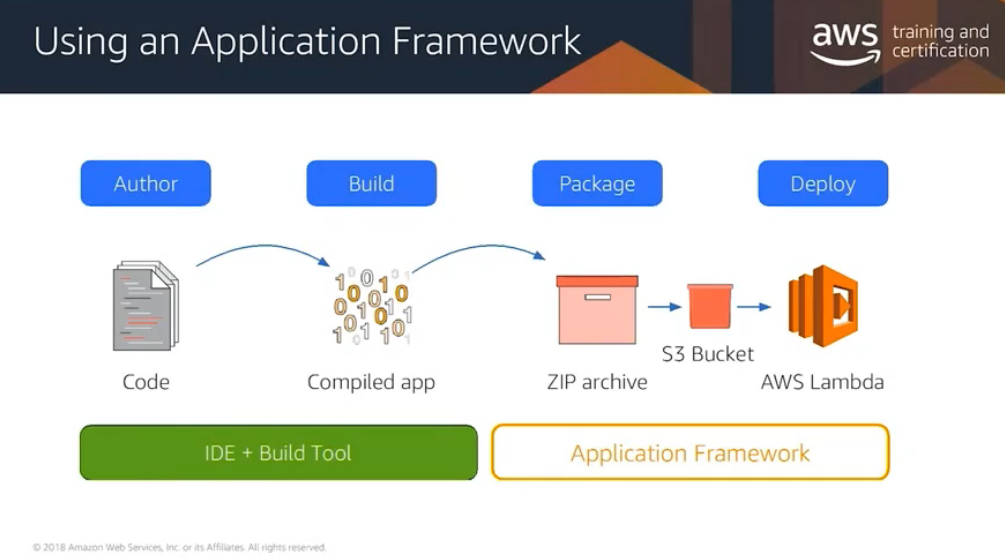 Using an Application Framework
aws training and
certification
Author
Build
Package
Deploy
Code
Compiled app
ZIP archive
S3 Bucket
AWS Lambda
IDE + Build Tool
Application Framework
© 2018 Amazon Web Services, Inc. or its Affiliates. All rights reserved.